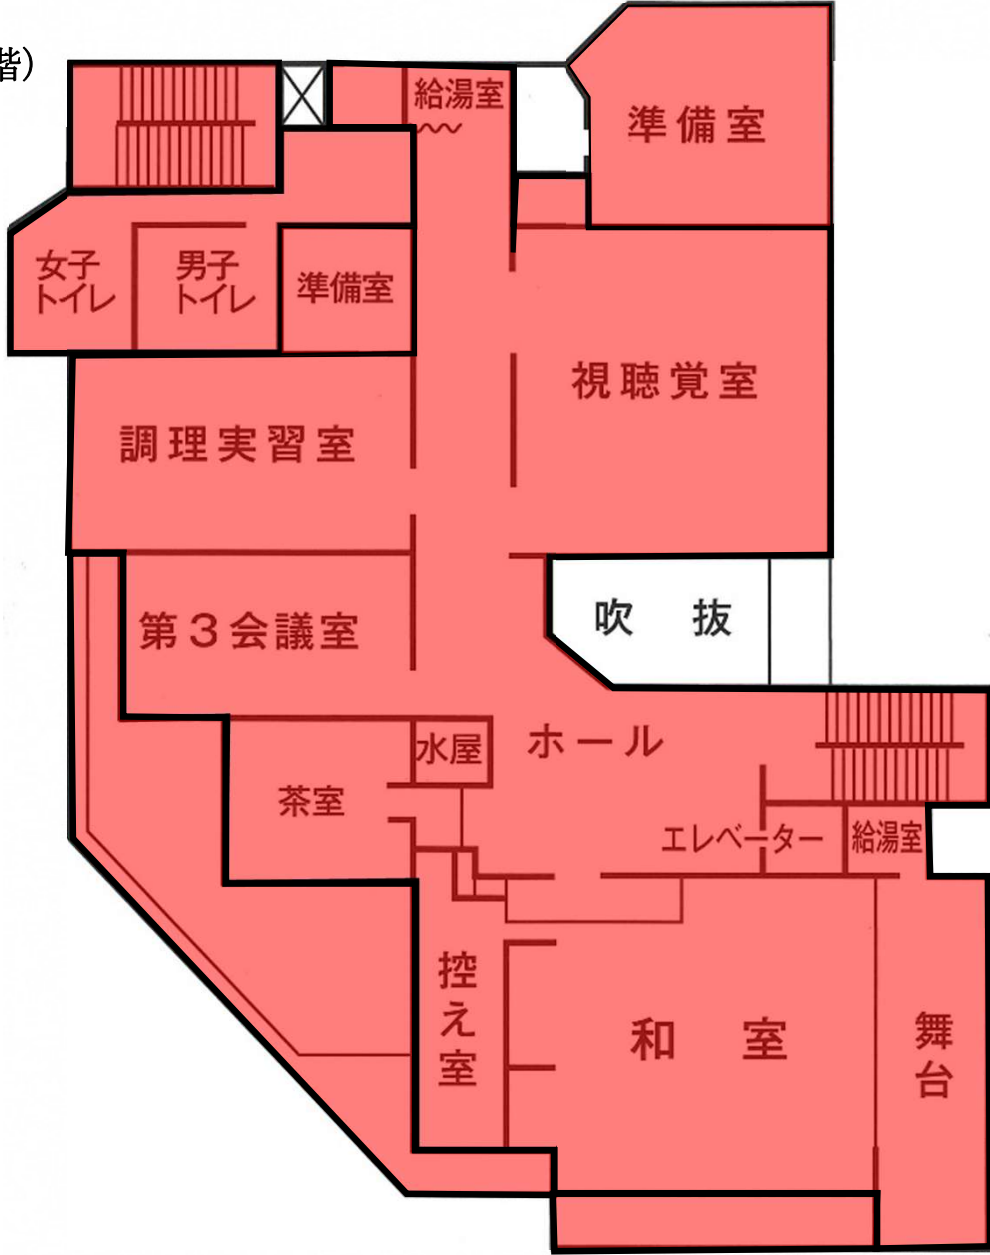 階）
給湯室
準備室
女子
トイレ
男子
トイレ
準備室
視聴覚室
調理実習室
第３会議室
吹 抜
水屋
ホール
茶室
エレベーター
給湯室
控え室
和 室
舞台